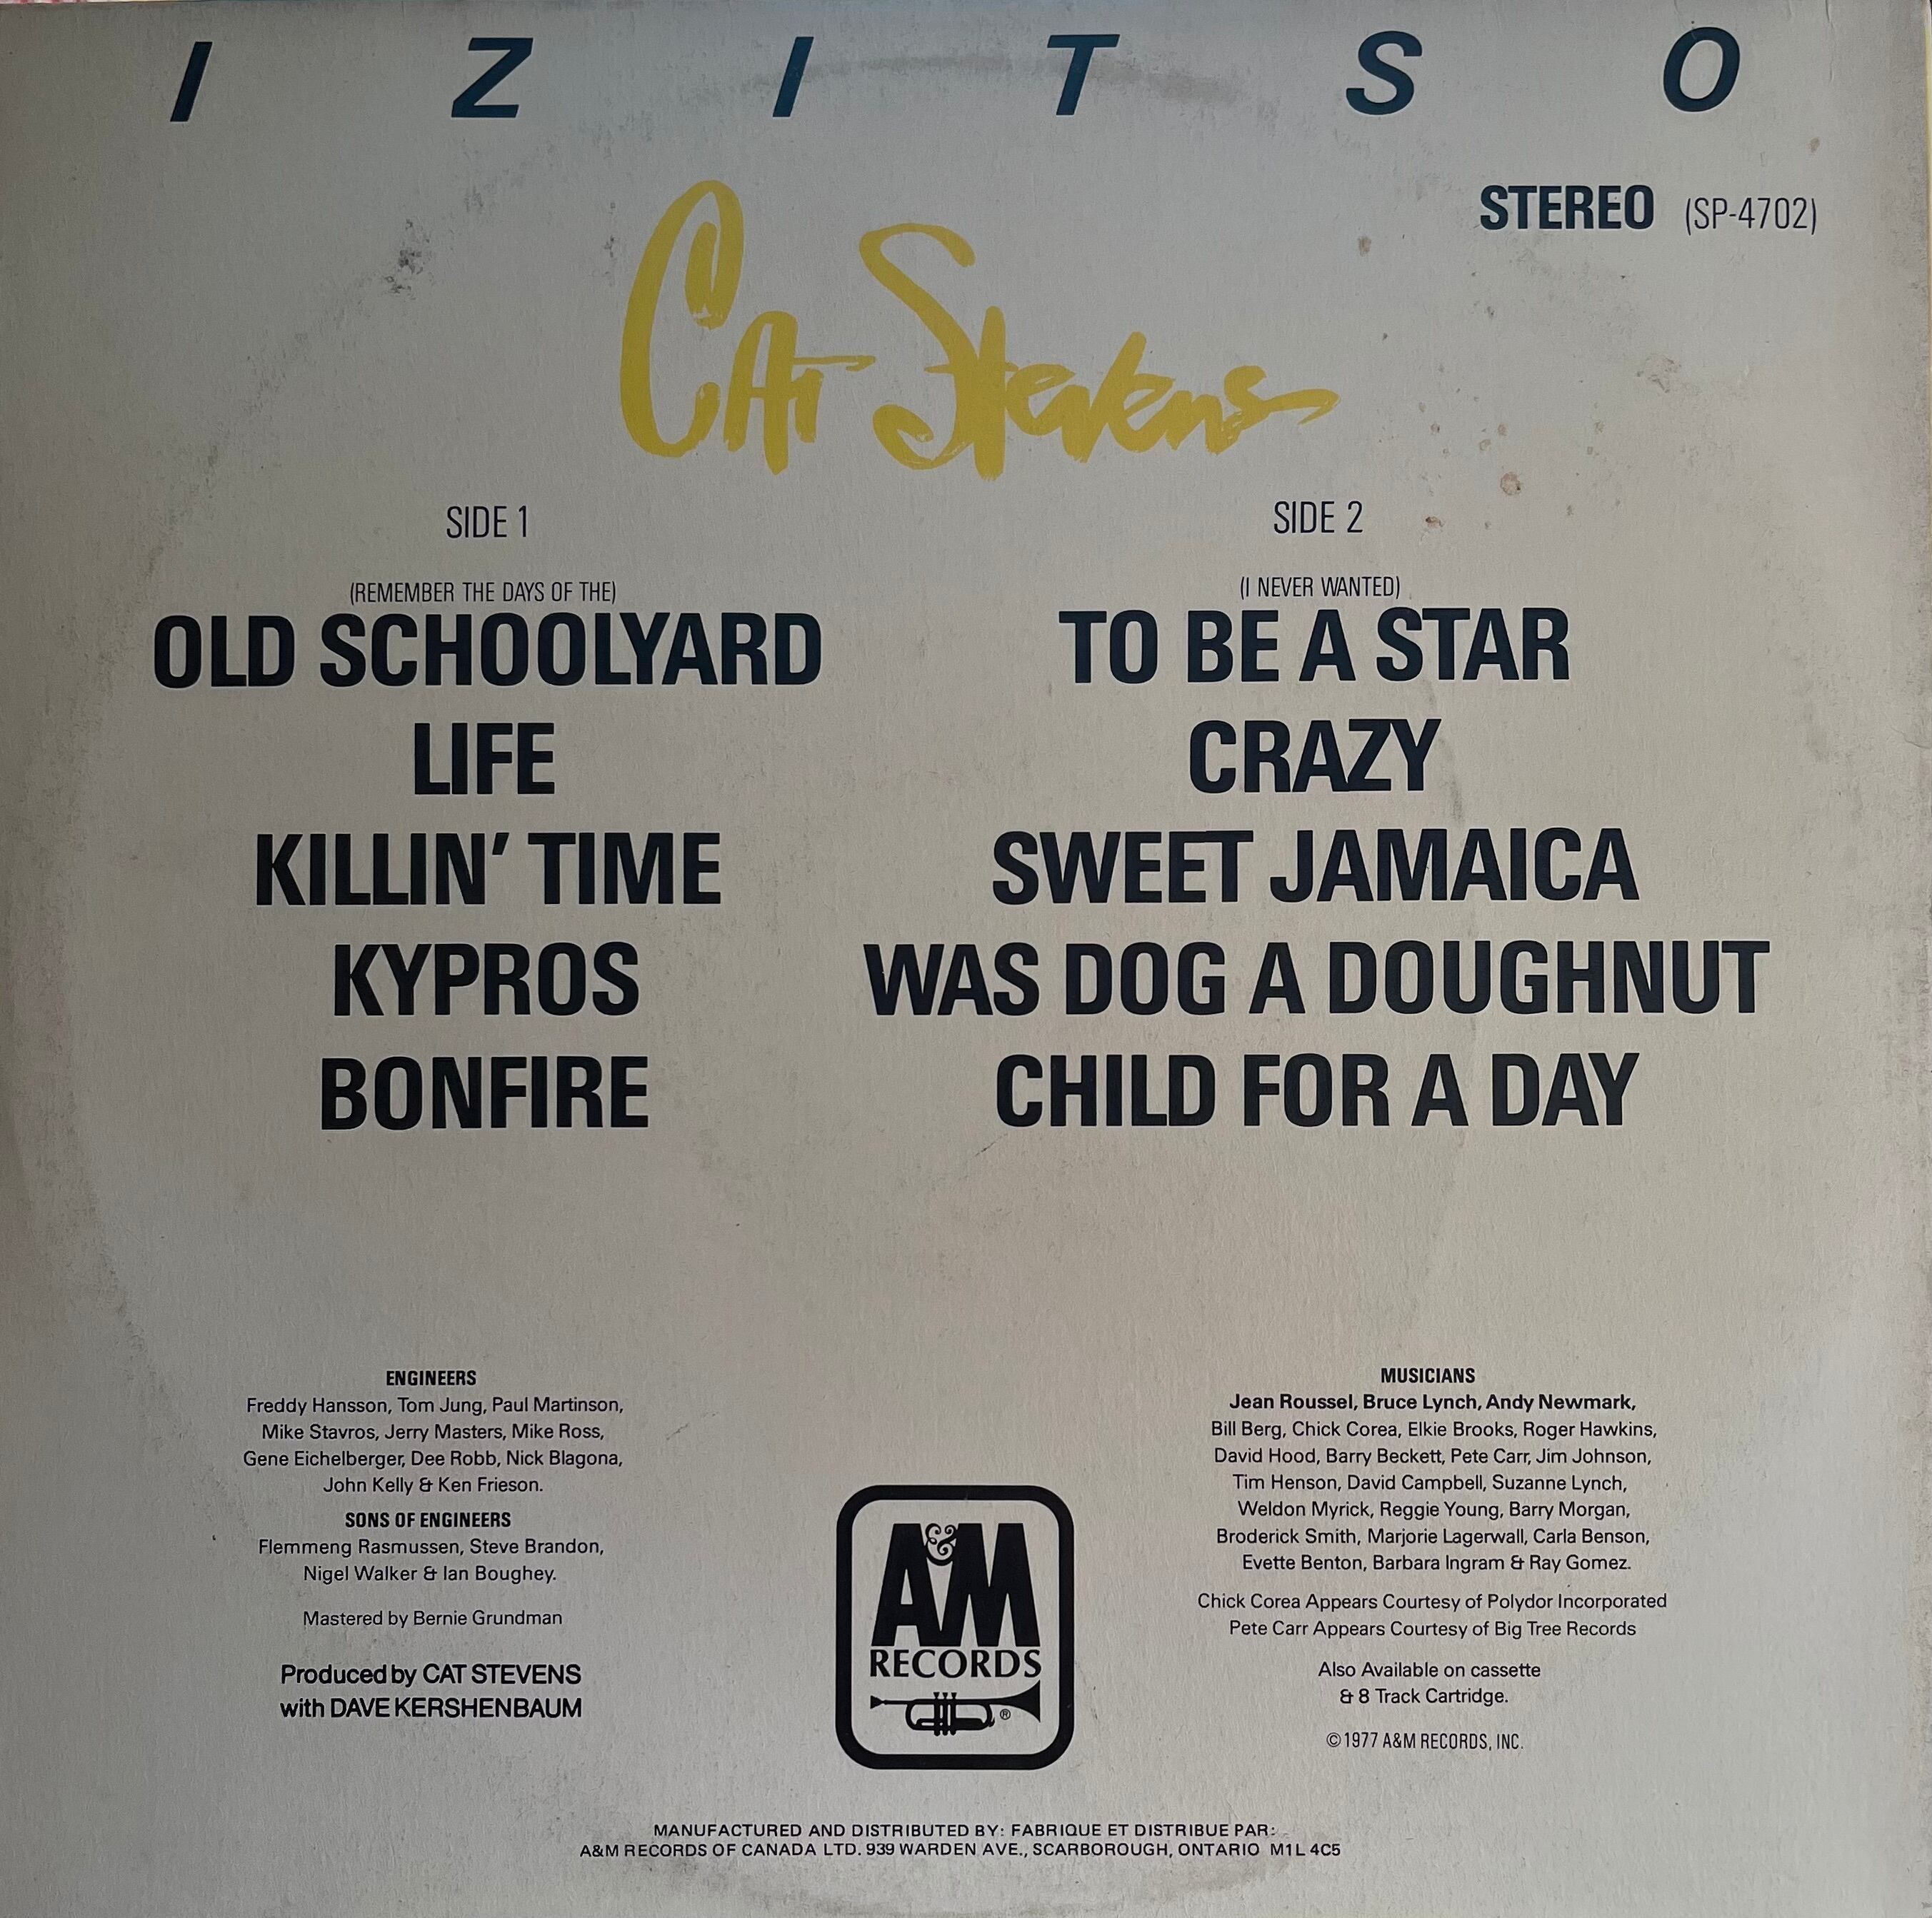 IZITSO
STEREO (SP-4702)
CAT Stevens
SIDE 1
(REMEMBER THE DAYS OF THE)
OLD SCHOOLYARD
LIFE
KILLIN' TIME
KYPROS
BONFIRE
SIDE 2
(I NEVER WANTED)
TO BE A STAR
CRAZY
SWEET JAMAICA
WAS DOG A DOUGHNUT
CHILD FOR A DAY
ENGINEERS
Freddy Hansson, Tom Jung, Paul Martinson,
Mike Stavros, Jerry Masters, Mike Ross,
Gene Eichelberger, Dee Robb, Nick Blagona,
John Kelly & Ken Frieson.
SONS OF ENGINEERS
Flemmeng Rasmussen, Steve Brandon,
Nigel Walker & Ian Boughey.
Mastered by Bernie Grundman
Produced by CAT STEVENS
with DAVE KERSHENBAUM
A&M
RECORDS
®
MUSICIANS
Jean Roussel, Bruce Lynch, Andy Newmark,
Bill Berg, Chick Corea, Elkie Brooks, Roger Hawkins,
David Hood, Barry Beckett, Pete Carr, Jim Johnson,
Tim Henson, David Campbell, Suzanne Lynch,
Weldon Myrick, Reggie Young, Barry Morgan,
Broderick Smith, Marjorie Lagerwall, Carla Benson,
Evette Benton, Barbara Ingram & Ray Gomez.
Chick Corea Appears Courtesy of Polydor Incorporated
Pete Carr Appears Courtesy of Big Tree Records
Also Available on cassette
& 8 Track Cartridge.
©1977 A&M RECORDS, INC.
MANUFACTURED AND DISTRIBUTED BY: FABRIQUE ET DISTRIBUE PAR:
A&M RECORDS OF CANADA LTD. 939 WARDEN AVE., SCARBOROUGH, ONTARIO M1L 4C5